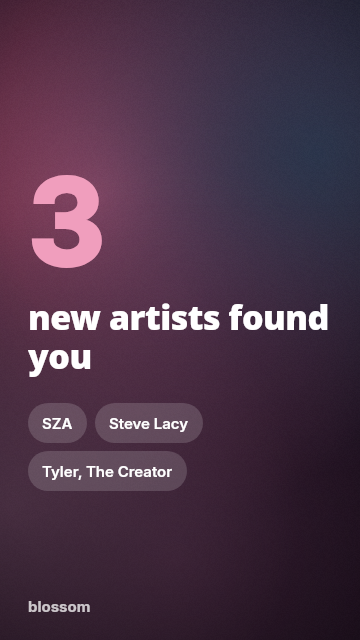 3
new artists found
you
SZA
Steve Lacy
Tyler, The Creator
blossom